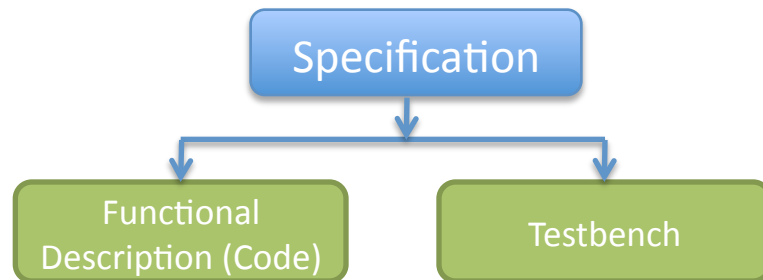 Specification
Functional
Description (Code)
Testbench